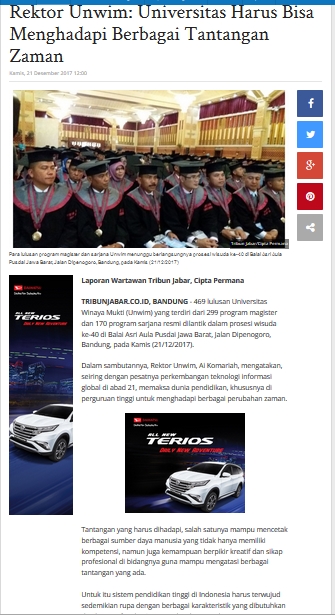 Rektor Unwim: Universitas Harus Bisa
Menghadapi Berbagai Tantangan
Zaman
Kamis, 21 Desember 2017 12:00
Tribun Jabar/Cipta Permana
Para lulusan program magister dan sarjana Unwim menunggu berlangsungnya prosesi wisuda ke-40 di Balai Asri Aula
Pusdai Jawa Barat, Jalan Dipenogoro, Bandung, pada Kamis (21/12/2017)
Laporan Wartawan Tribun Jabar, Cipta Permana
DAIHATSU
ALL NEW
TERIOS
DAILY NEW ADVENTURE
TRIBUNJABAR.CO.ID, BANDUNG - 469 lulusan Universitas
Winaya Mukti (Unwim) yang terdiri dari 299 program magister
dan 170 program sarjana resmi dilantik dalam prosesi wisuda
ke-40 di Balai Asri Aula Pusdai Jawa Barat, Jalan Dipenogoro,
Bandung, pada Kamis (21/12/2017).
Dalam sambutannya, Rektor Unwim, Ai Komariah, mengatakan,
seiring dengan pesatnya perkembangan teknologi informasi
global di abad 21, memaksa dunia pendidikan, khususnya di
perguruan tinggi untuk menghadapi berbagai perubahan zaman.
DAIHATSU
ALL NEW
TERIOS
DAILY NEW ADVENTURE
Tantangan yang harus dihadapi, salah satunya mampu mencetak
berbagai sumber daya manusia yang tidak hanya memiliki
kompetensi, namun juga kemampuan berpikir kreatif dan sikap
profesional di bidangnya guna mampu mengatasi berbagai
tantangan yang ada.
Untuk itu sistem pendidikan tinggi di Indonesia harus terwujud
sedemikian rupa dengan berbagai karakteristik yang dibutuhkan